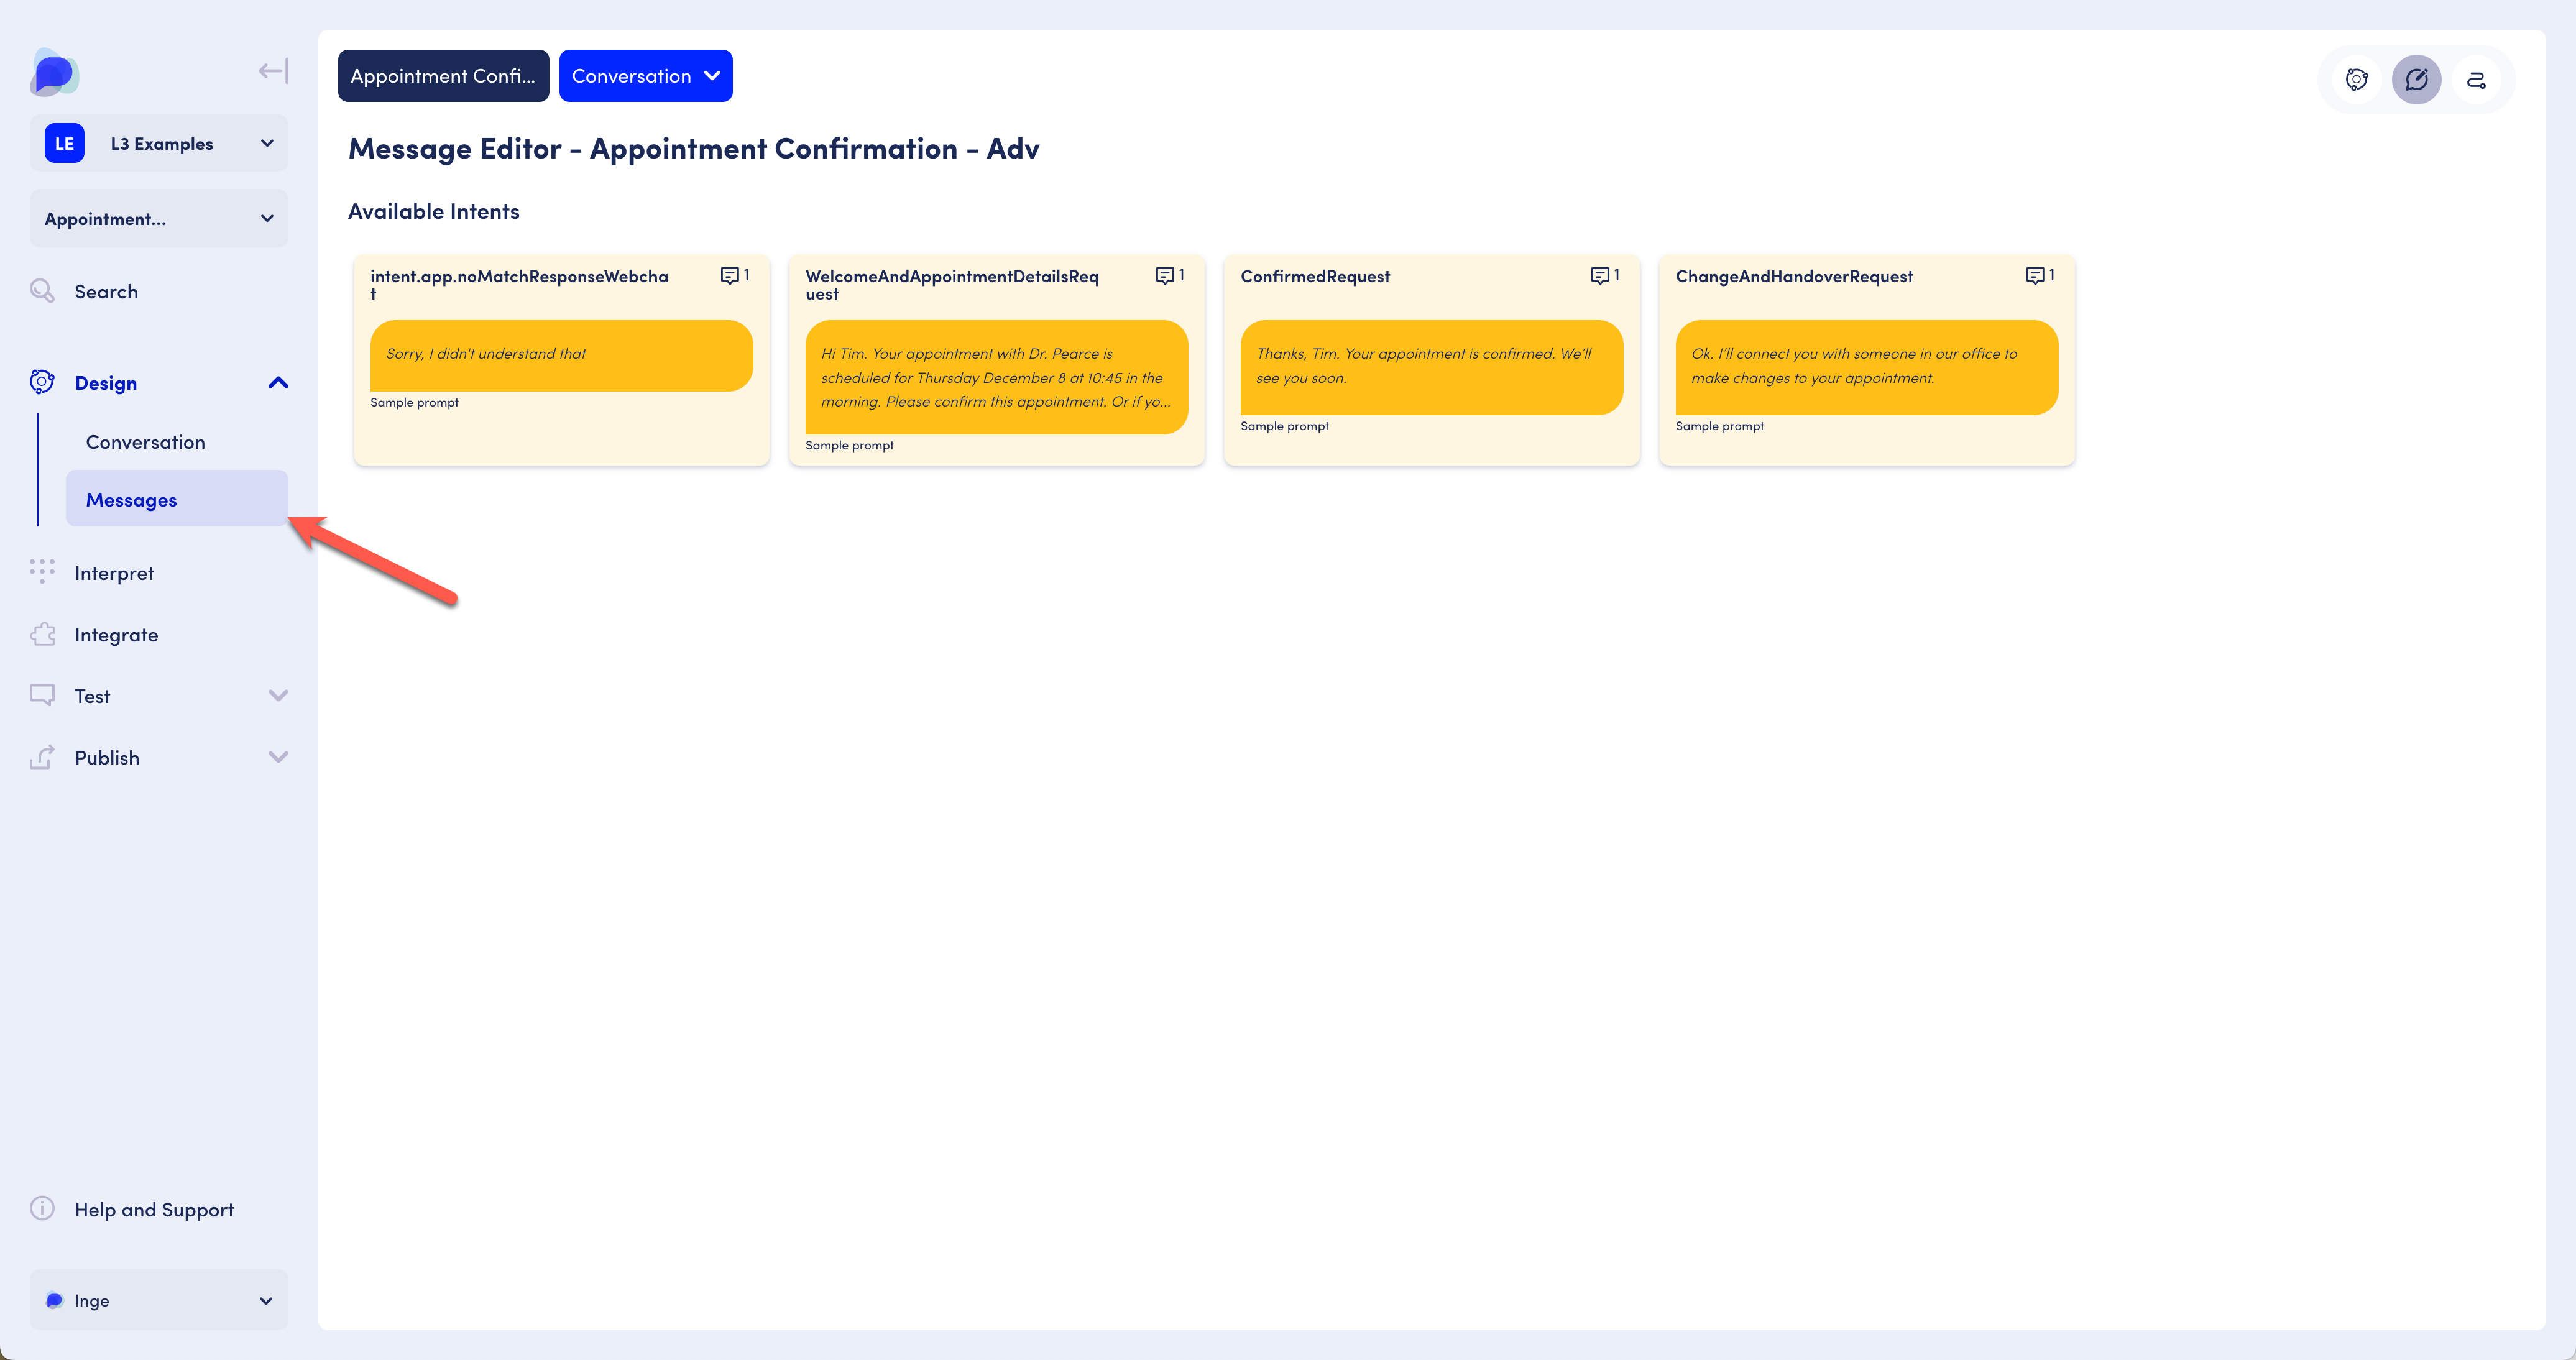 LE
L3 Examples
Appointment...
Search
Design
Conversation
Messages
Interpret
Integrate
Test
Publish
Help and Support
Inge
Appointment Confi...
Conversation
Message Editor - Appointment Confirmation - Adv
Available Intents
intent.app.noMatchResponseWebcha
t
1
Sorry, I didn't understand that
Sample prompt
WelcomeAndAppointmentDetailsReq
uest
1
Hi Tim. Your appointment with Dr. Pearce is
scheduled for Thursday December 8 at 10:45 in the
morning. Please confirm this appointment. Or if yo...
Sample prompt
ConfirmedRequest
1
Thanks, Tim. Your appointment is confirmed. We'll
see you soon.
Sample prompt
ChangeAndHandoverRequest
1
Ok. I'll connect you with someone in our office to
make changes to your appointment.
Sample prompt